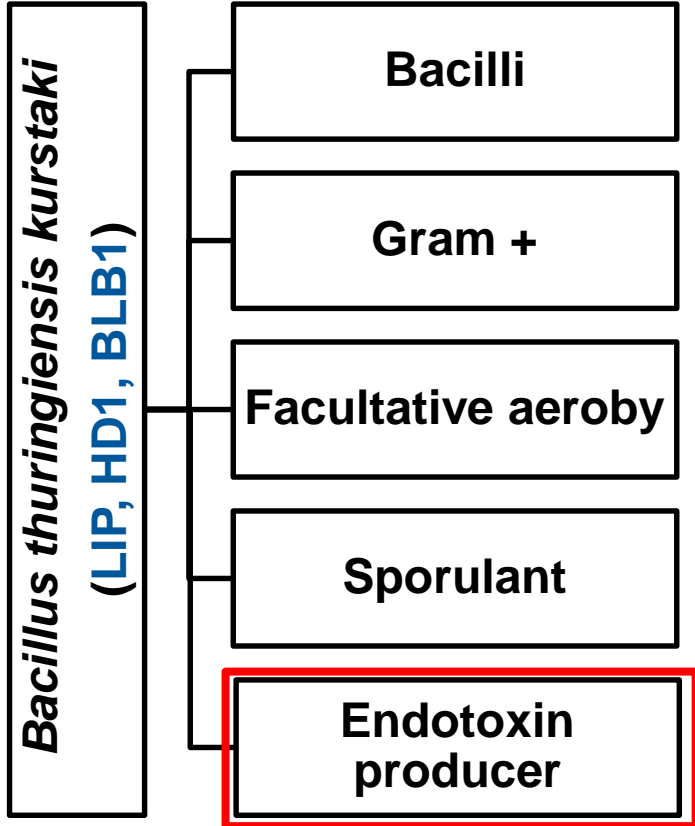 Bacillus thuringiensis kurstaki
(LIP, HD1, BLB1)
Bacilli
Gram +
Facultative aeroby
Sporulant
Endotoxin
producer